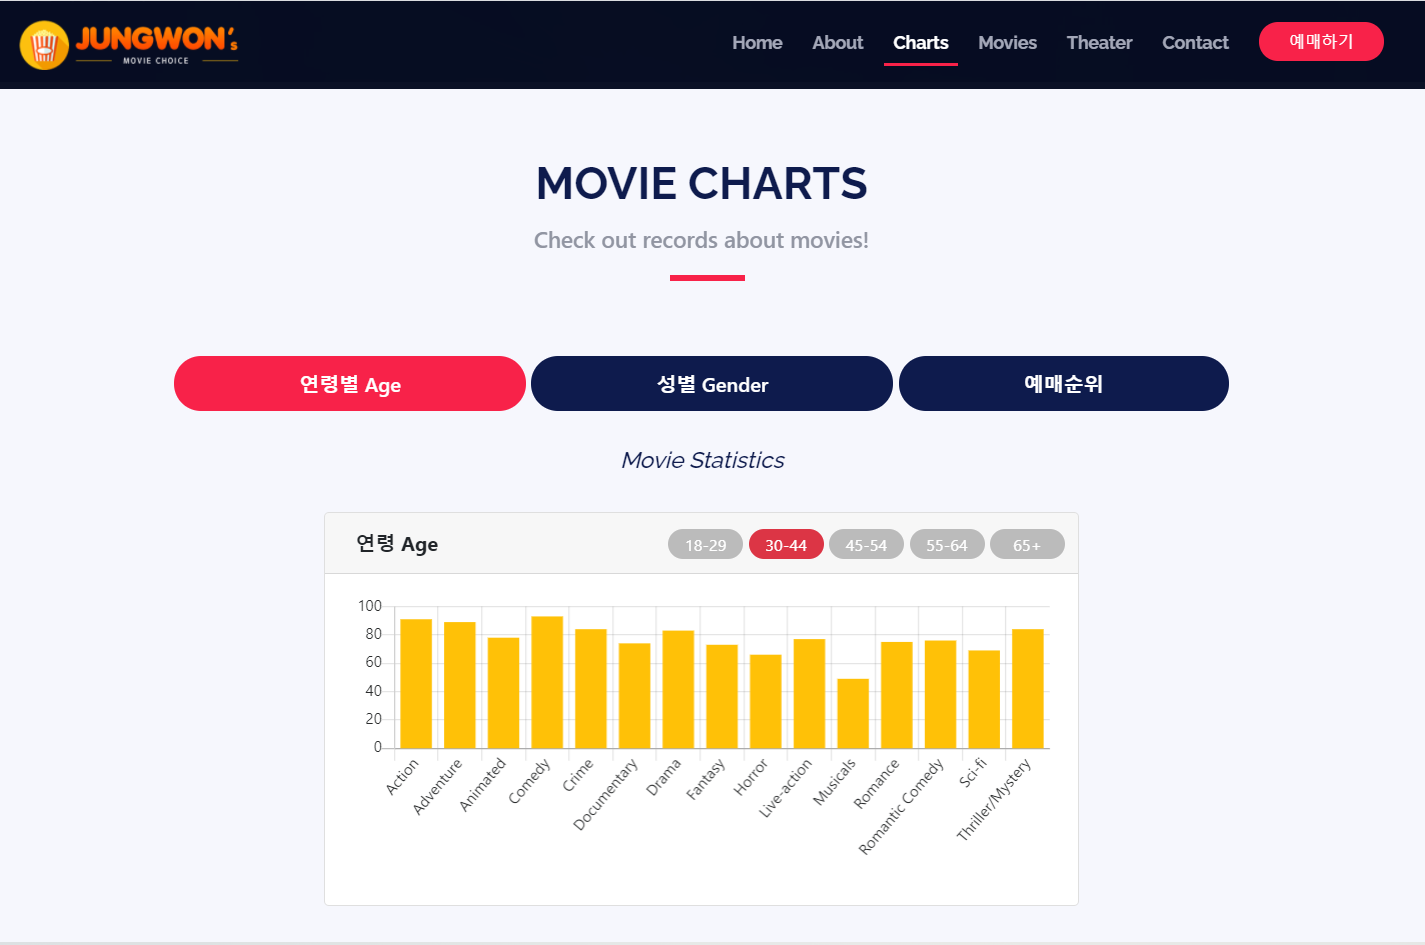 JUNGWON's
MOVIE CHOICE
Home About Charts Movies Theater Contact 예매하기
MOVIE CHARTS
Check out records about movies!
연령별 Age 성별 Gender 예매순위
Movie Statistics
연령 Age 18-29 30-44 45-54 55-64 65+
100
80
60
40
20
0
Action Adventure Animated Comedy Crime Documentary Drama Fantasy Horror Live-action Musicals Romance Romantic Comedy Sci-fi Thriller/Mystery